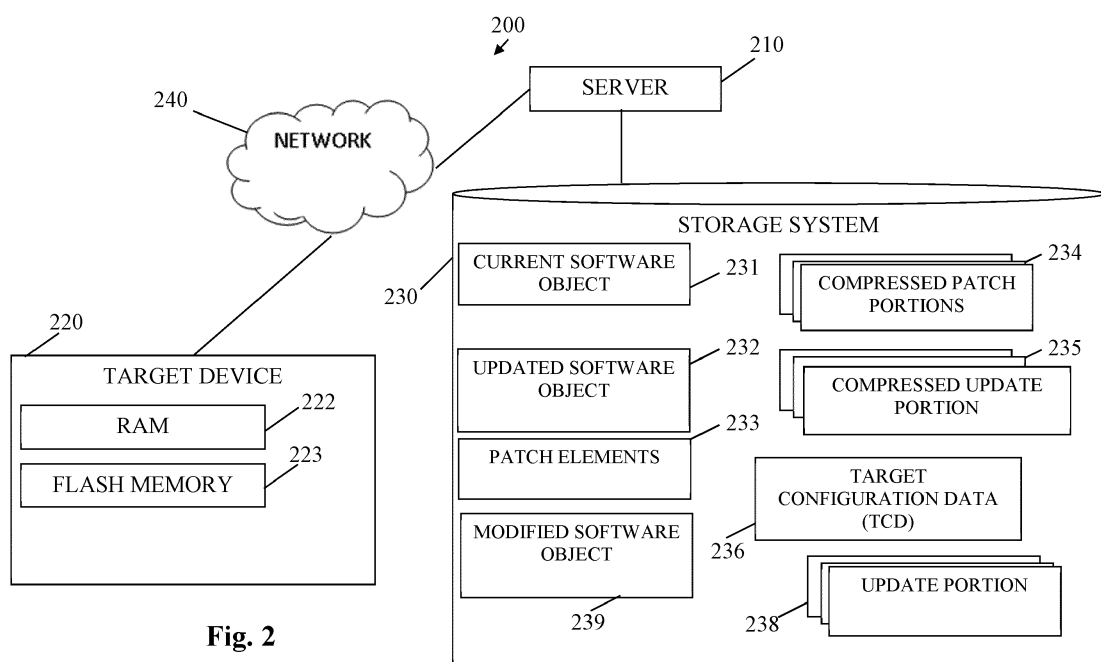 200
210
SERVER
240
NETWORK
STORAGE SYSTEM
230
CURRENT SOFTWARE
OBJECT
231
234
COMPRESSED PATCH
PORTIONS
220
TARGET DEVICE
RAM
222
223
FLASH MEMORY
UPDATED SOFTWARE
OBJECT
232
235
COMPRESSED UPDATE
PORTION
233
PATCH ELEMENTS
TARGET
CONFIGURATION DATA
(TCD)
236
MODIFIED SOFTWARE
OBJECT
239
UPDATE PORTION
238
Fig. 2